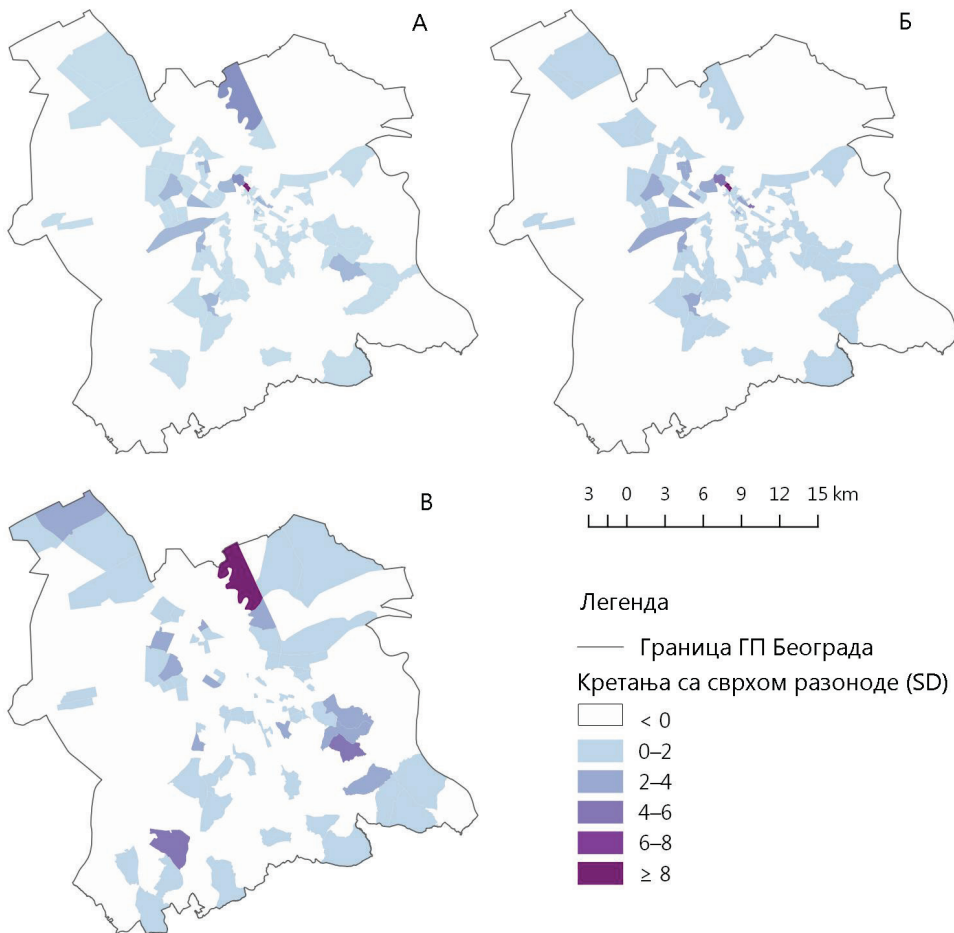 А
Б
В
3 0 3 6 9 12 15 km
Легенда
Граница ГП Београда
Кретања са сврхом разоноде (SD)
< 0
0–2
2–4
4–6
6–8
≥ 8